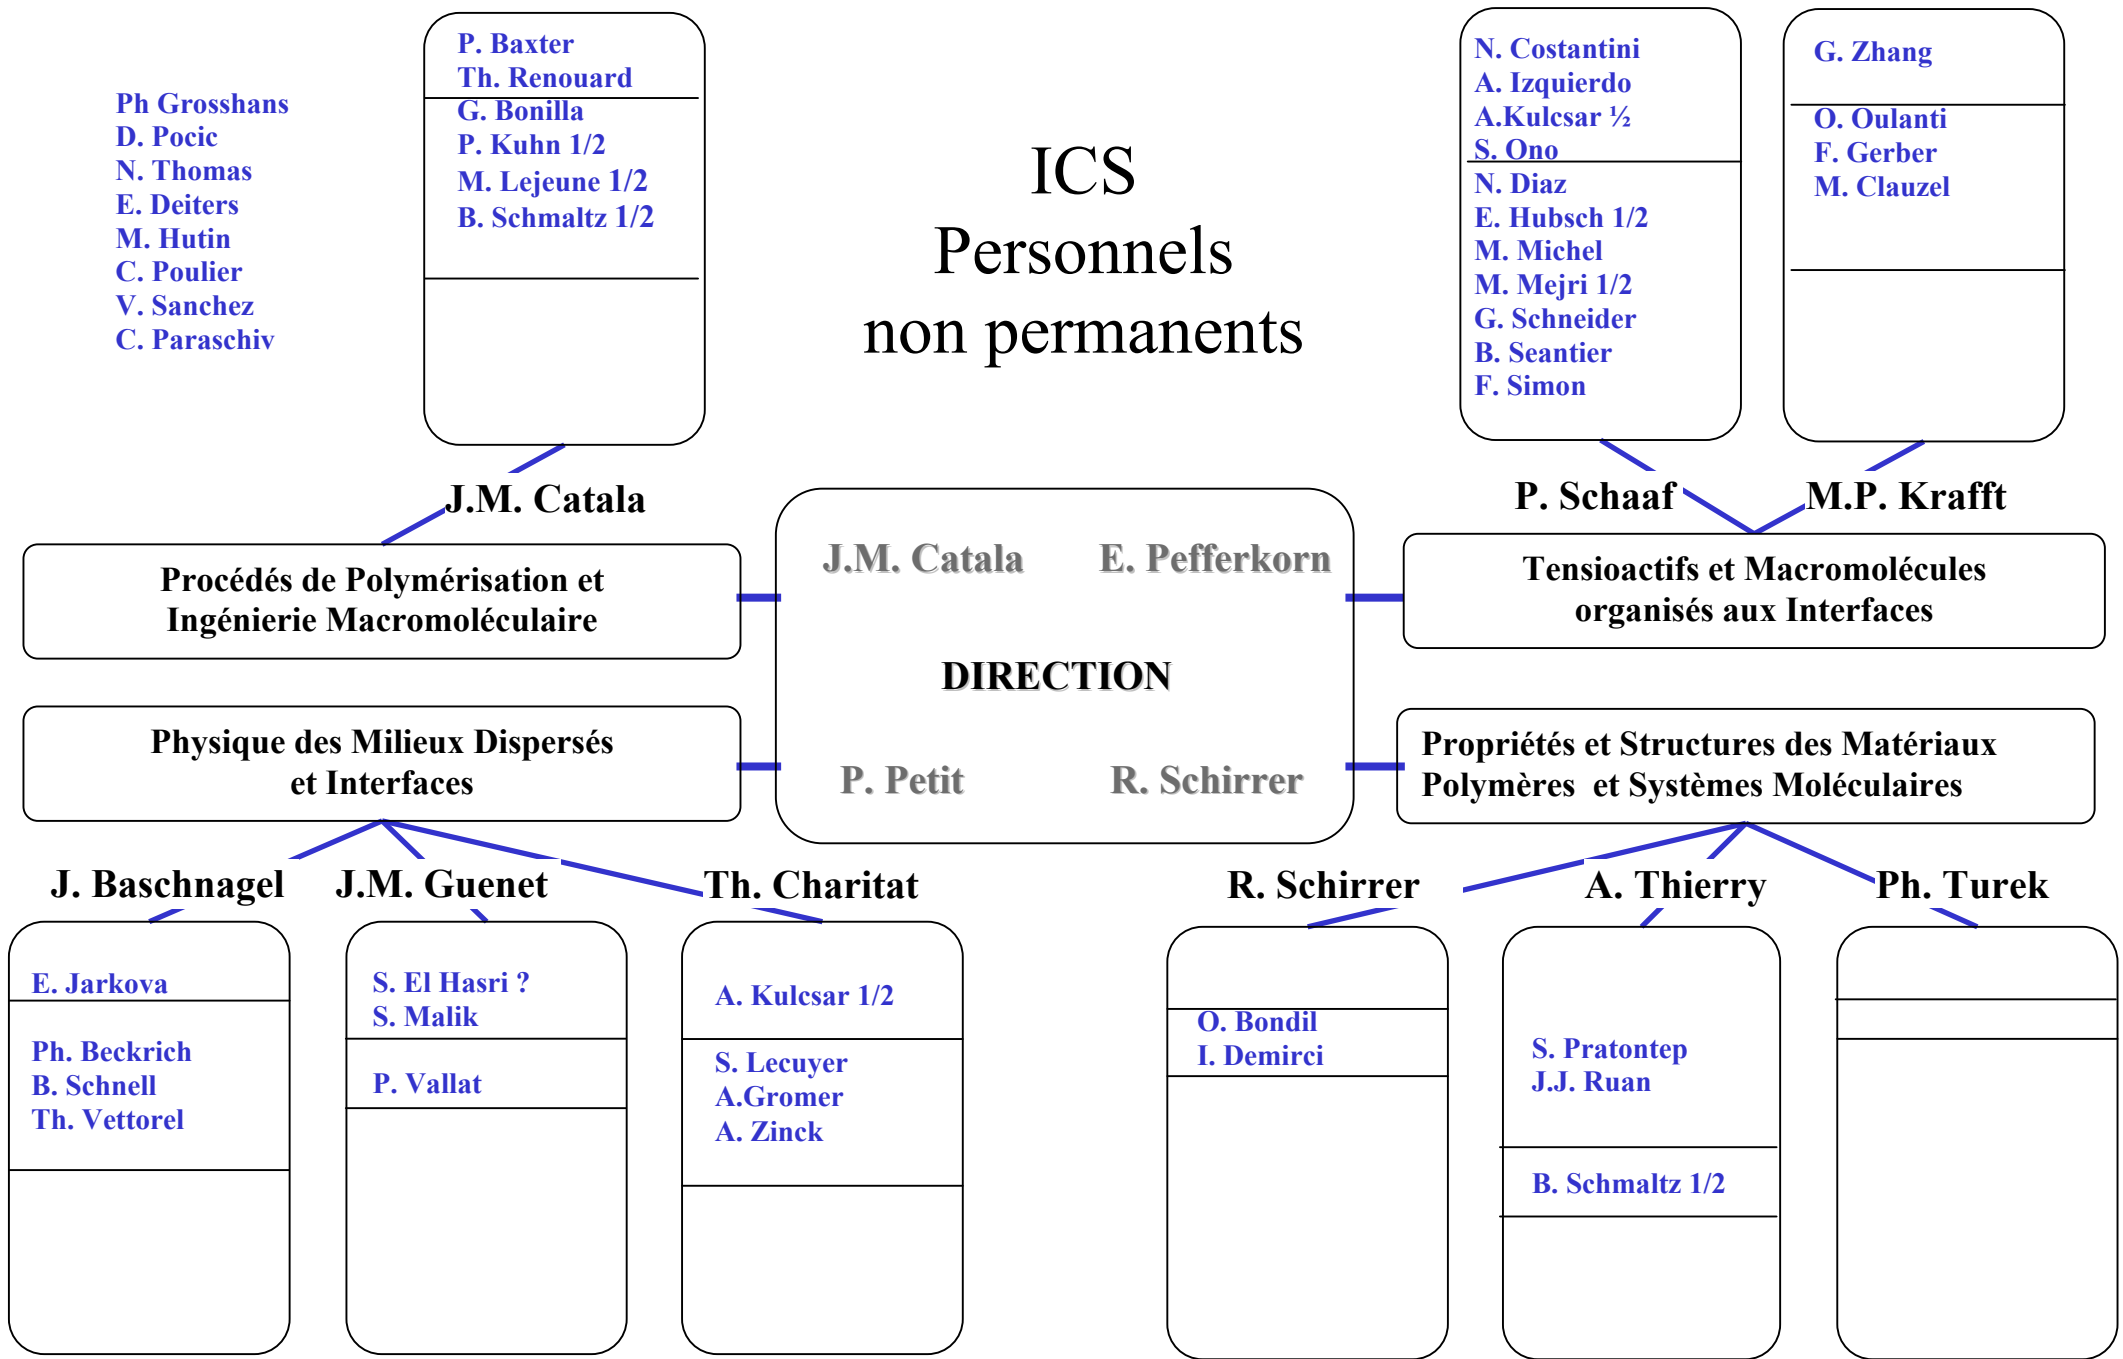 Ph Grosshans
D. Pocic
N. Thomas
E. Deiters
M. Hutin
C. Poulier
V. Sanchez
C. Paraschiv
P. Baxter
Th. Renouard
G. Bonilla
P. Kuhn 1/2
M. Lejeune 1/2
B. Schmaltz 1/2
ICS
Personnels
non permanents
N. Costantini
A. Izquierdo
A.Kulcsar ½
S. Ono
N. Diaz
E. Hubsch 1/2
M. Michel
M. Mejri 1/2
G. Schneider
B. Seantier
F. Simon
G. Zhang
O. Oulanti
F. Gerber
M. Clauzel
J.M. Catala
P. Schaaf
M.P. Krafft
Procédés de Polymérisation et
Ingénierie Macromoléculaire
J.M. Catala
E. Pefferkorn
DIRECTION
P. Petit
R. Schirrer
Tensioactifs et Macromolécules
organisés aux Interfaces
Physique des Milieux Dispersés
et Interfaces
Propriétés et Structures des Matériaux
Polymères et Systèmes Moléculaires
J. Baschnagel
J.M. Guenet
Th. Charitat
R. Schirrer
A. Thierry
Ph. Turek
E. Jarkova
Ph. Beckrich
B. Schnell
Th. Vettorel
S. El Hasri ?
S. Malik
P. Vallat
A. Kulcsar 1/2
S. Lecuyer
A.Gromer
A. Zinck
O. Bondil
I. Demirci
S. Pratontep
J.J. Ruan
B. Schmaltz 1/2